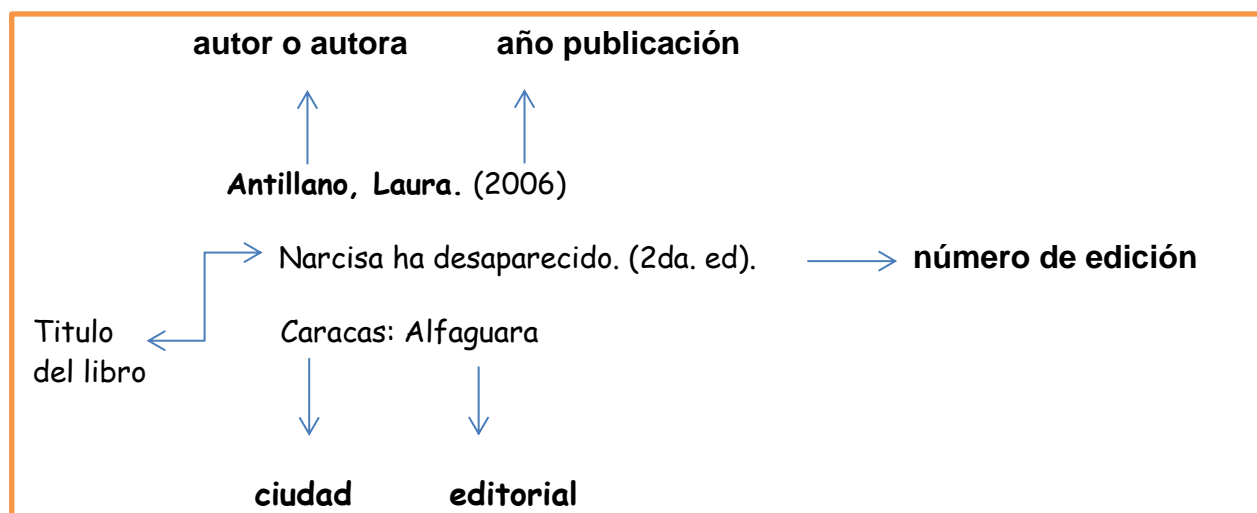 autor o autora año publicación
Antillano, Laura. (2006)
Narcisa ha desaparecido. (2da. ed). número de edición
Titulo
del libro
Caracas: Alfaguara
ciudad editorial